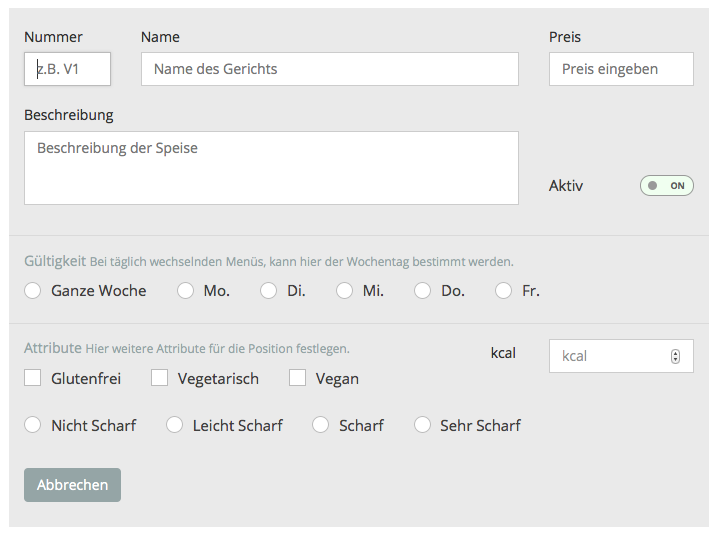 Nummer Name Preis
z.B. V1 Name des Gerichts Preis eingeben
Beschreibung
Beschreibung der Speise
Aktiv ON
Gültigkeit Bei täglich wechselnden Menüs, kann hier der Wochentag bestimmt werden.
Ganze Woche Mo. Di. Mi. Do. Fr.
Attribute Hier weitere Attribute für die Position festlegen. kcal kcal
Glutenfrei Vegetarisch Vegan
Nicht Scharf Leicht Scharf Scharf Sehr Scharf
Abbrechen